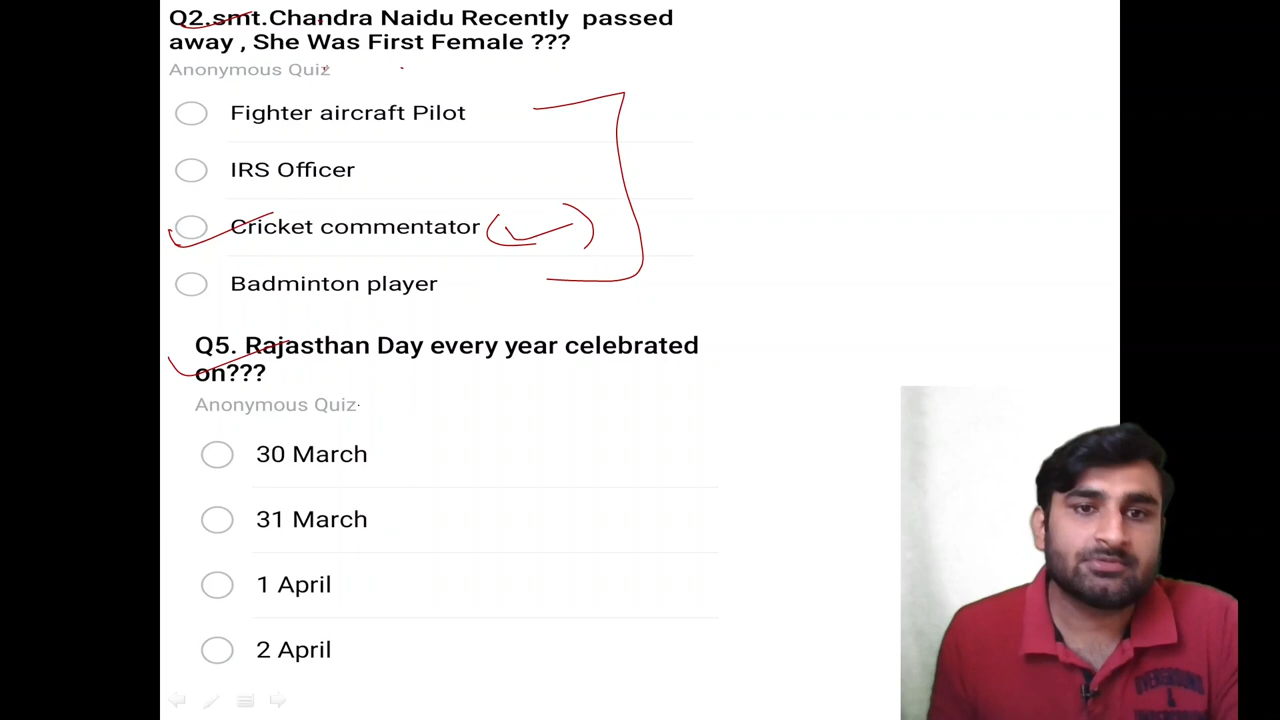 Q2.smt.Chandra Naidu Recently passed
away , She Was First Female ???
Anonymous Quiz
Fighter aircraft Pilot
IRS Officer
Cricket commentator
Badminton player
Q5. Rajasthan Day every year celebrated
on???
Anonymous Quiz
30 March
31 March
1 April
2 April